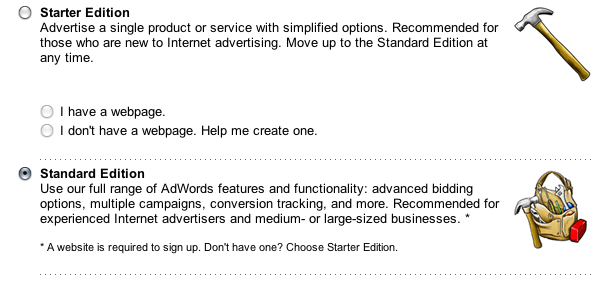 Starter Edition
Advertise a single product or service with simplified options. Recommended for
those who are new to Internet advertising. Move up to the Standard Edition at
any time.
I have a webpage.
I don't have a webpage. Help me create one.
Standard Edition
Use our full range of AdWords features and functionality: advanced bidding
options, multiple campaigns, conversion tracking, and more. Recommended for
experienced Internet advertisers and medium- or large-sized businesses. *
* A website is required to sign up. Don't have one? Choose Starter Edition.